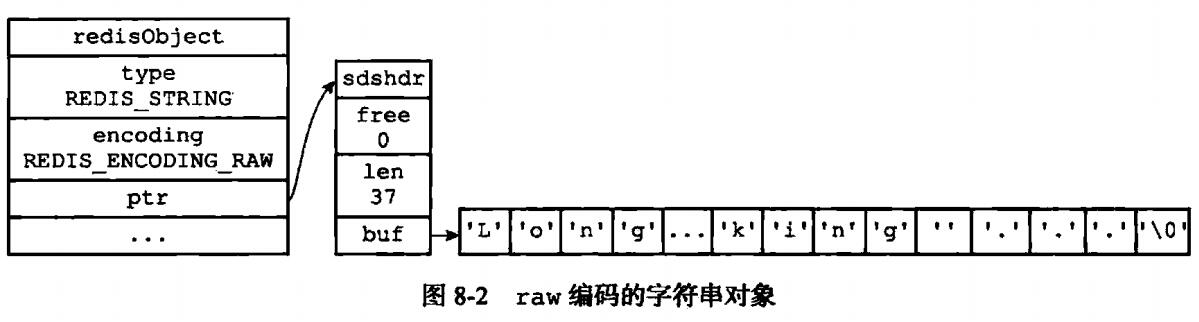 redisObject
type
REDIS_STRING
encoding
REDIS_ENCODING_RAW
ptr
...
sdshdr
free
0
len
37
buf
'L' 'o' 'n' 'g' ... 'k' 'i' 'n' 'g' '' '.' '.' '.' '\0'
图 8-2 raw 编码的字符串对象